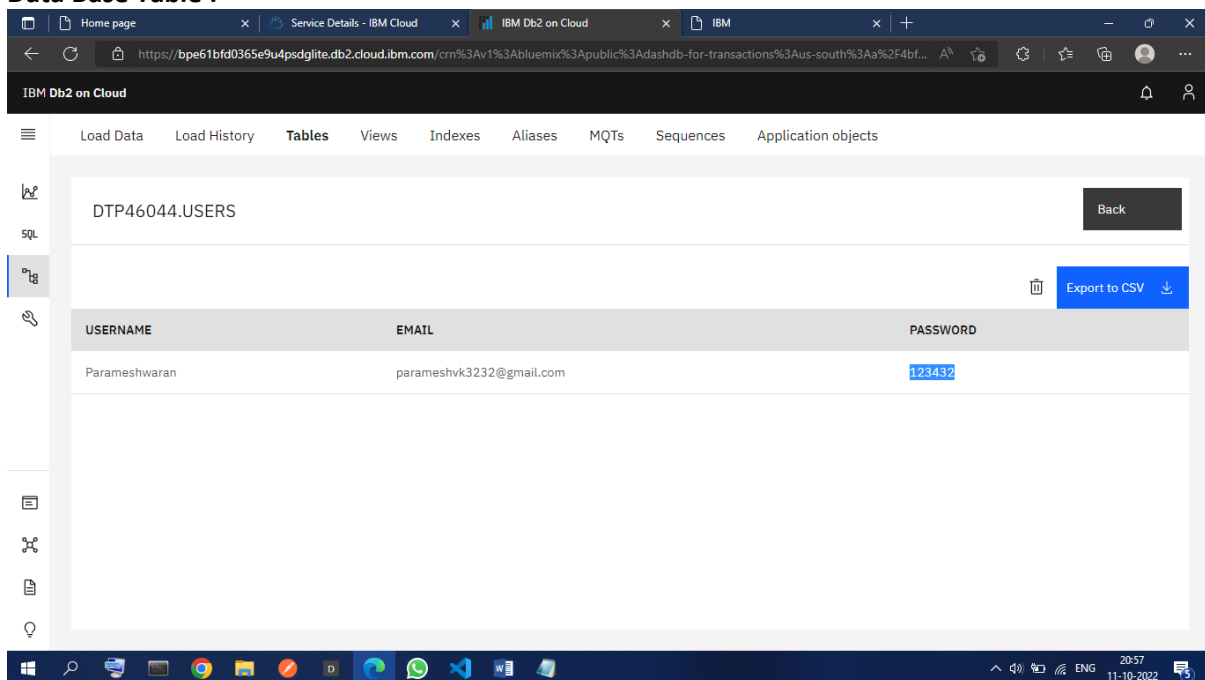 Data Base Table :
Home page
Service Details - IBM Cloud
IBM Db2 on Cloud
IBM
https://bpe61bfd0365e9u4psdglite.db2.cloud.ibm.com/crn%3Av1%3Abluemix%3Apublic%3Adashdb-for-transactions%3Aus-south%3Aa%2F4bf...
IBM Db2 on Cloud
Load Data Load History Tables Views Indexes Aliases MQTs Sequences Application objects
DTP46044.USERS
Back
SQL
Export to CSV
USERNAME EMAIL PASSWORD
Parameshwaran parameshvk3232@gmail.com 123432
ENG
20:57
11-10-2022
5